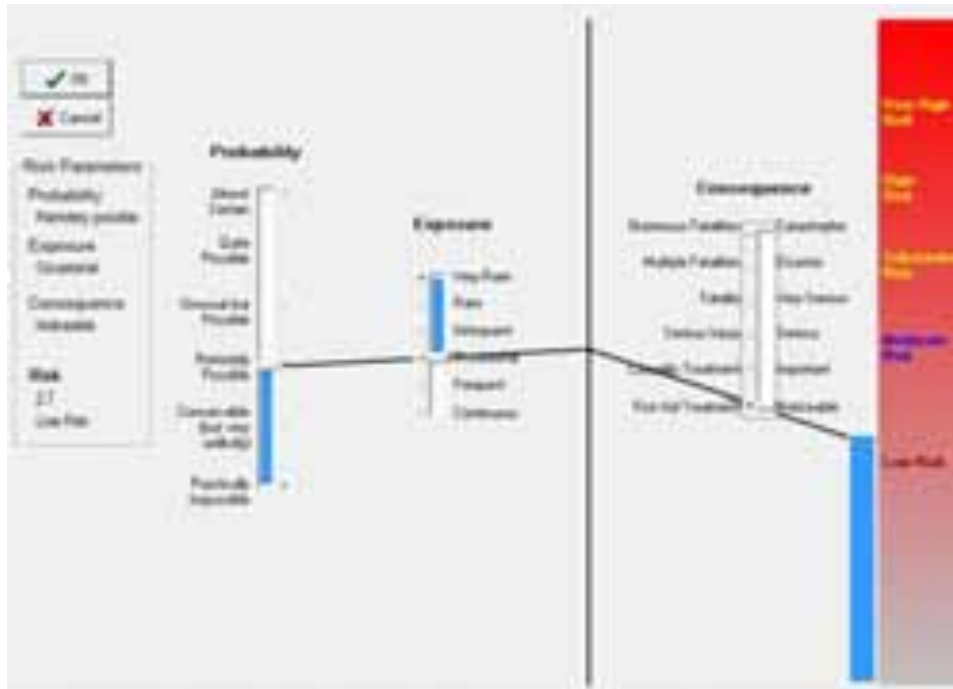 Ok
Cancel
Risk Parameters
Probability
Remotely possible
Exposure
Occasional
Consequence
Noticeable
Risk
Low Risk
Probability
Almost
Certain
Quite
Possible
Unusual but
Possible
Remotely
Possible
Conceivable
(but very
unlikely)
Practically
Impossible
Exposure
Very Rare
Rare
Infrequent
Occasional
Frequent
Continuous
Consequence
Numerous Fatalities
Catastrophic
Multiple Fatalities
Disaster
Fatality
Very Serious
Serious Injury
Serious
Casualty Treatment
Important
First Aid Treatment
Noticeable
Very High
Risk
High
Risk
Substantial
Risk
Moderate
Risk
Low Risk